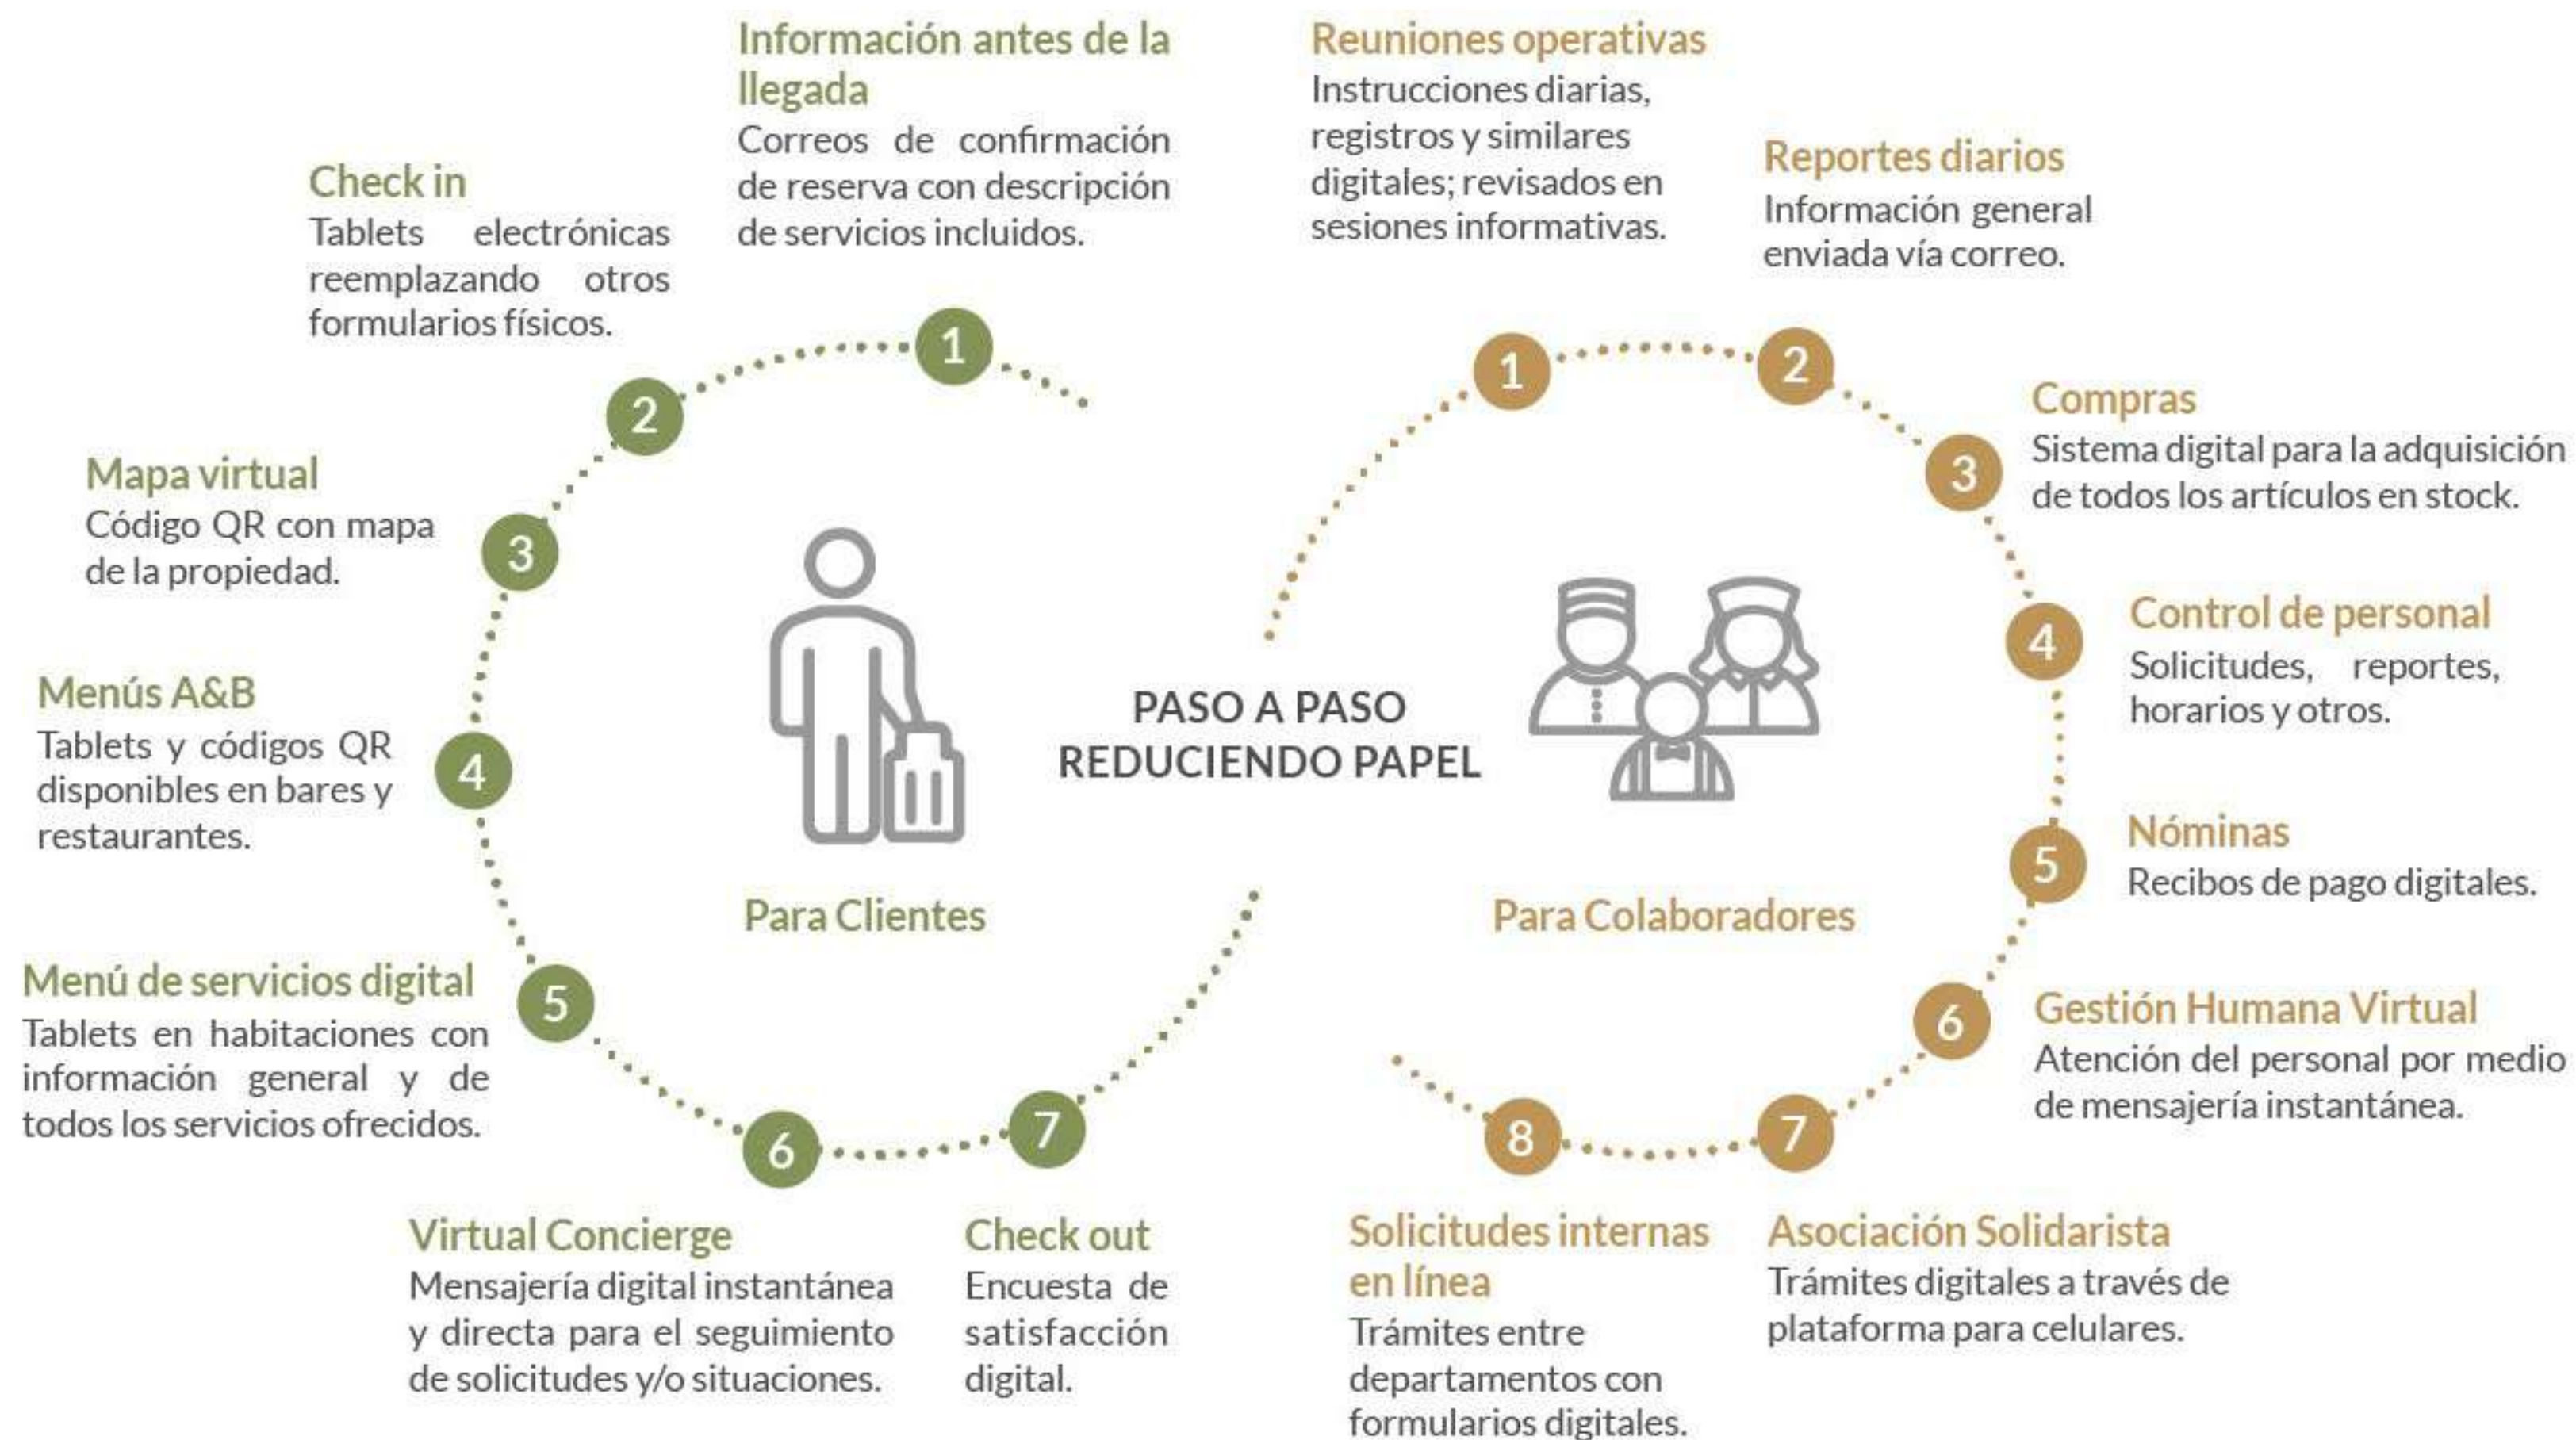 Información antes de la
llegada
Correos de confirmación
de reserva con descripción
de servicios incluidos.
1
Check in
Tablets electrónicas
reemplazando otros
formularios físicos.
2
Mapa virtual
Código QR con mapa
de la propiedad.
3
Menús A&B
Tablets y códigos QR
disponibles en bares y
restaurantes.
4
Menú de servicios digital
Tablets en habitaciones con
información general y de
todos los servicios ofrecidos.
5
Virtual Concierge
Mensajería digital instantánea
y directa para el seguimiento
de solicitudes y/o situaciones.
6
Check out
Encuesta de
satisfacción
digital.
7
Para Clientes
PASO A PASO
REDUCIENDO PAPEL
Para Colaboradores
Reuniones operativas
Instrucciones diarias,
registros y similares
digitales; revisados en
sesiones informativas.
1
Reportes diarios
Información general
enviada vía correo.
2
Compras
Sistema digital para la adquisición
de todos los artículos en stock.
3
Control de personal
Solicitudes, reportes,
horarios y otros.
4
Nóminas
Recibos de pago digitales.
5
Gestión Humana Virtual
Atención del personal por medio
de mensajería instantánea.
6
Asociación Solidarista
Trámites digitales a través de
plataforma para celulares.
7
Solicitudes internas
en línea
Trámites entre
departamentos con
formularios digitales.
8